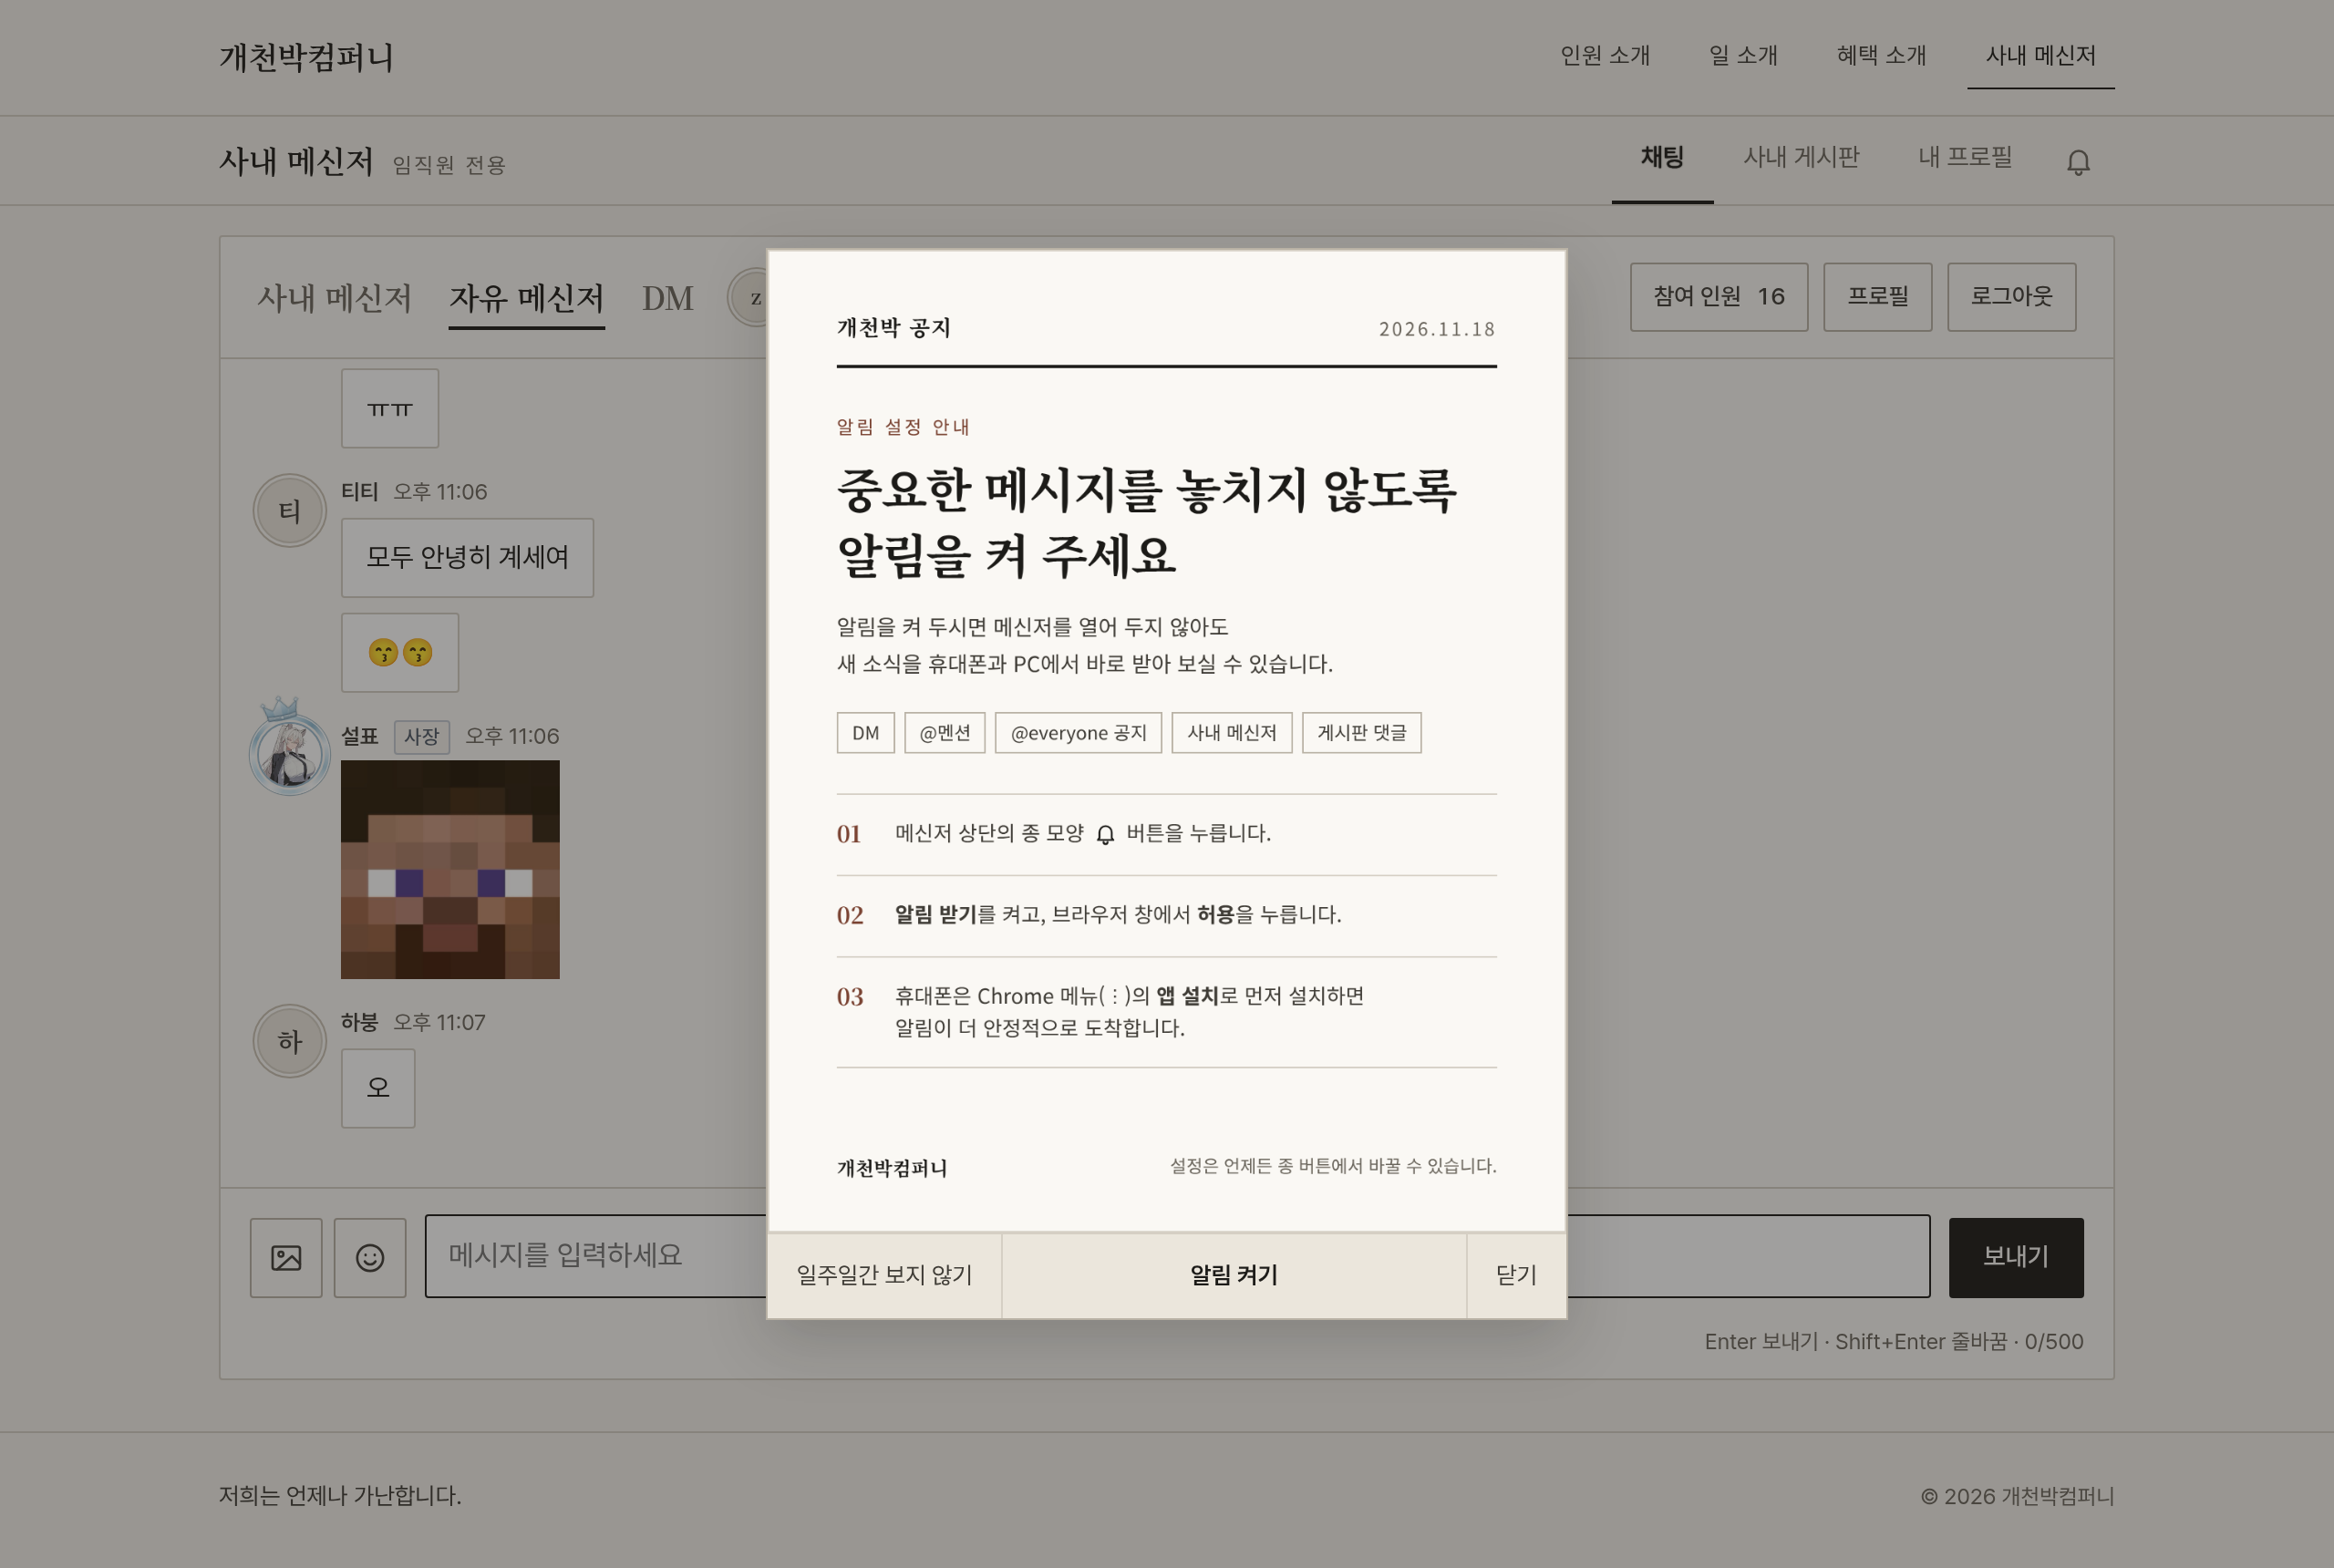 개천박컴퍼니
인원 소개
일 소개
혜택 소개
사내 메신저
사내 메신저 임직원 전용
채팅
사내 게시판
내 프로필
사내 메신저
자유 메신저
DM
z
참여 인원 16
프로필
로그아웃
ㅠㅠ
티
티티 오후 11:06
모두 안녕히 계세여
😙😙
설표 사장 오후 11:06
하
하붕 오후 11:07
오
개천박 공지
2026.11.18
알림 설정 안내
중요한 메시지를 놓치지 않도록
알림을 켜 주세요
알림을 켜 두시면 메신저를 열어 두지 않아도
새 소식을 휴대폰과 PC에서 바로 받아 보실 수 있습니다.
DM
@멘션
@everyone 공지
사내 메신저
게시판 댓글
01 메신저 상단의 종 모양 버튼을 누릅니다.
02 알림 받기를 켜고, 브라우저 창에서 허용을 누릅니다.
03 휴대폰은 Chrome 메뉴(⋮)의 앱 설치로 먼저 설치하면
알림이 더 안정적으로 도착합니다.
개천박컴퍼니
설정은 언제든 종 버튼에서 바꿀 수 있습니다.
일주일간 보지 않기
알림 켜기
닫기
메시지를 입력하세요
보내기
Enter 보내기 · Shift+Enter 줄바꿈 · 0/500
저희는 언제나 가난합니다.
© 2026 개천박컴퍼니